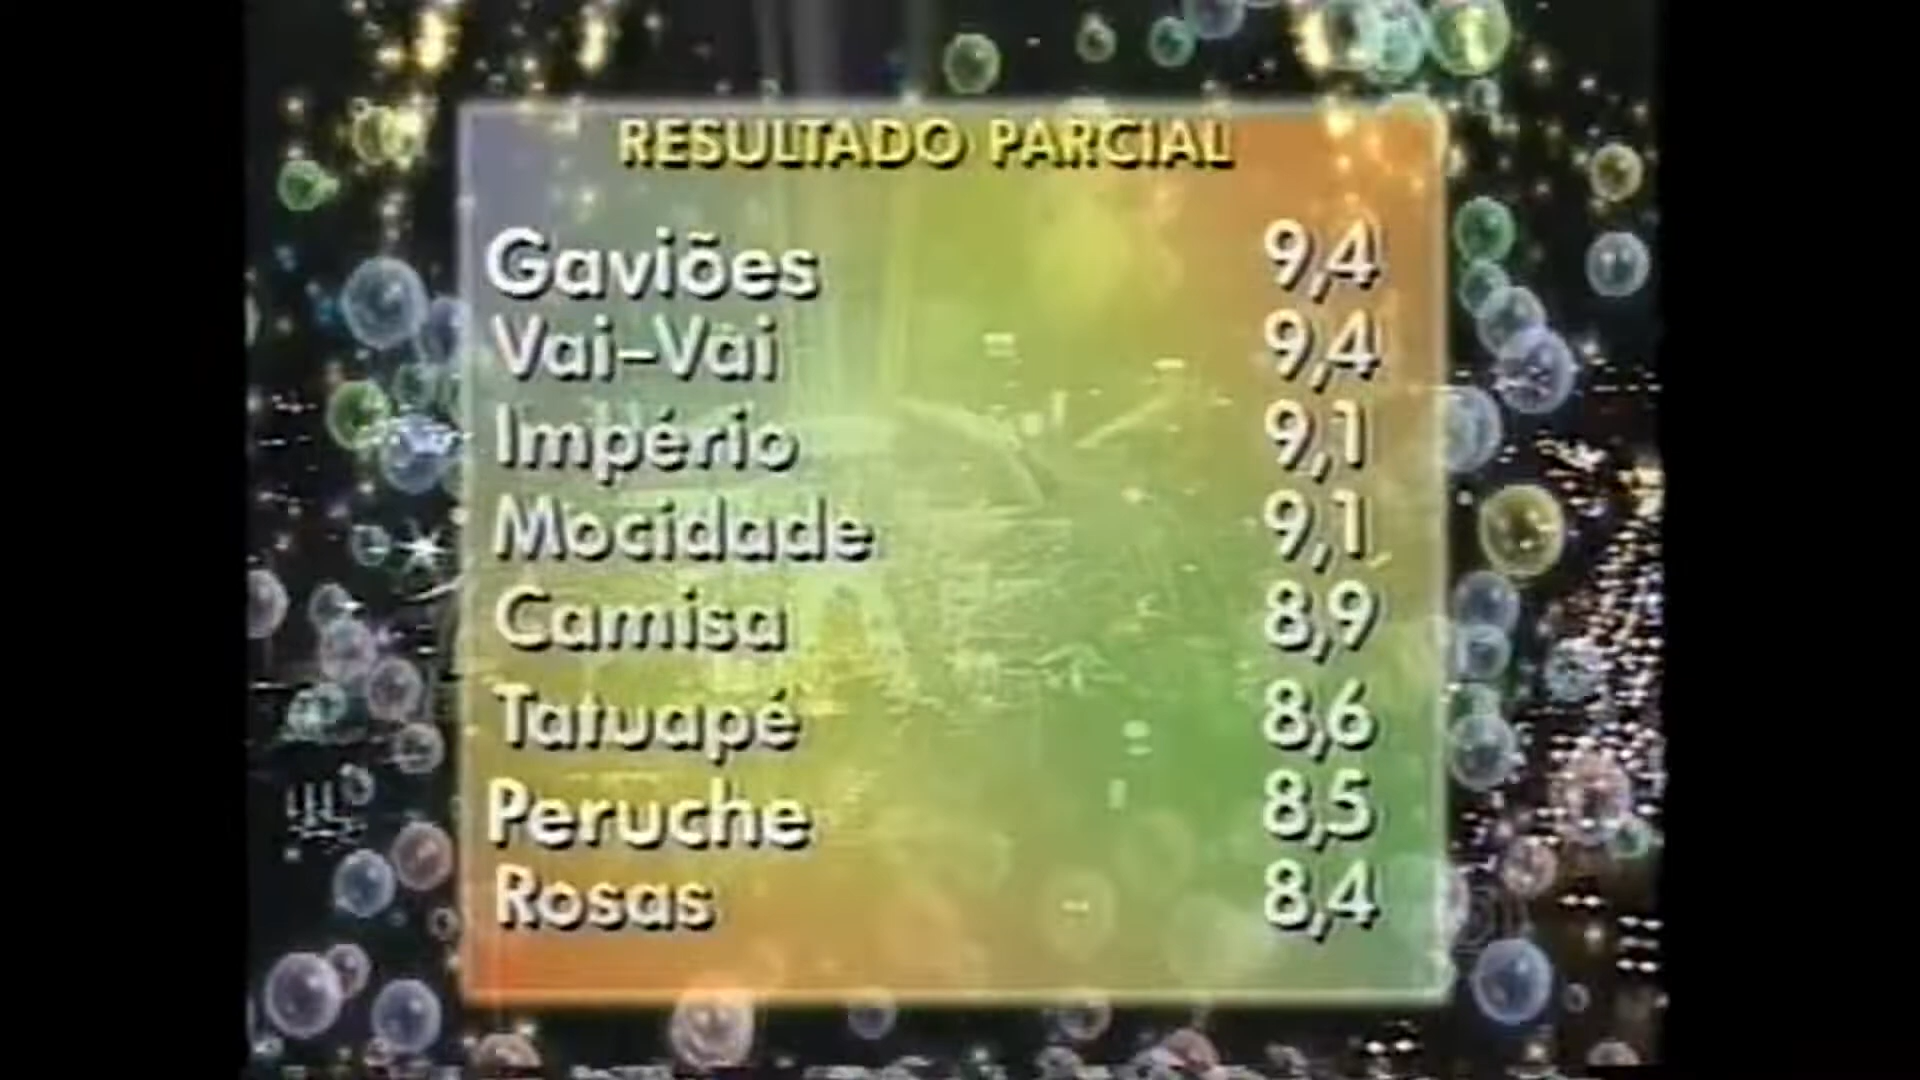 RESULTADO PARCIAL
Gaviões 9,4
Vai-Vai 9,4
Império 9,1
Mocidade 9,1
Camisa 8,9
Tatuapé 8,6
Peruche 8,5
Rosas 8,4